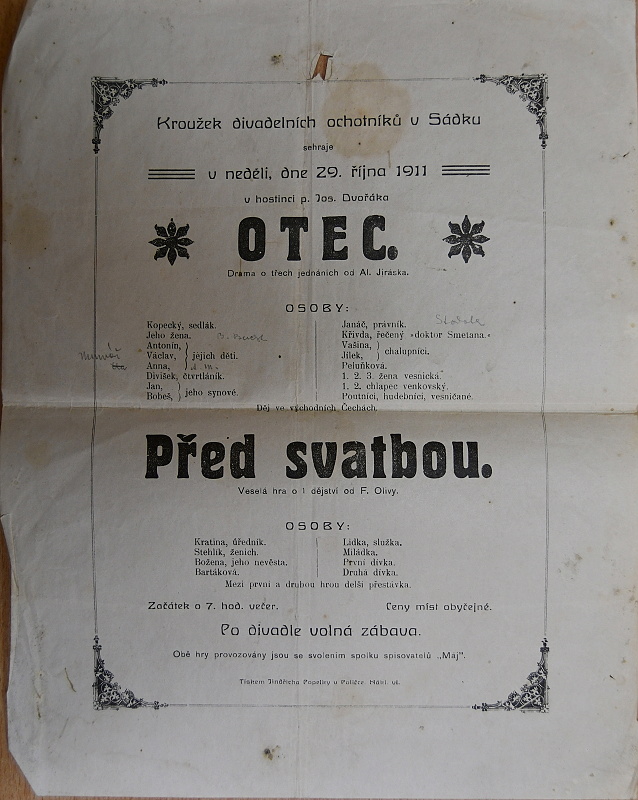 Kroužek divadelních ochotníků v Sádku
sehraje
v neděli, dne 29. října 1911
v hostinci p. Jos. Dvořáka
OTEC.
Drama o třech jednáních od Al. Jiráska.
OSOBY:
Kopecký, sedlák.
Jeho žena.
Antonín,
Václav, } jejich děti.
Anna,
Divíšek, čtvrtláník.
Jan,
Bobeš, } jeho synové.
Janáč, právník.
Křivda, řečený »doktor Smetana.«
Vašina,
Jílek, } chalupníci.
Peluňková.
1. 2. 3. žena vesnická.
1. 2. chlapec venkovský.
Poutníci, hudebníci, vesničané.
Děj ve východních Čechách.
Před svatbou.
Veselá hra o 1 dějství od F. Olivy.
OSOBY:
Kratina, úředník.
Stehlík, ženich.
Božena, jeho nevěsta.
Bartáková.
Lidka, služka.
Miládka.
První dívka.
Druhá dívka.
Mezi první a druhou hrou delší přestávka.
Začátek o 7. hod. večer.
Ceny míst obyčejné.
Po divadle volná zábava.
Obě hry provozovány jsou se svolením spolku spisovatelů „Máj".
Tiskem Jindřicha Popelky v Poličce.